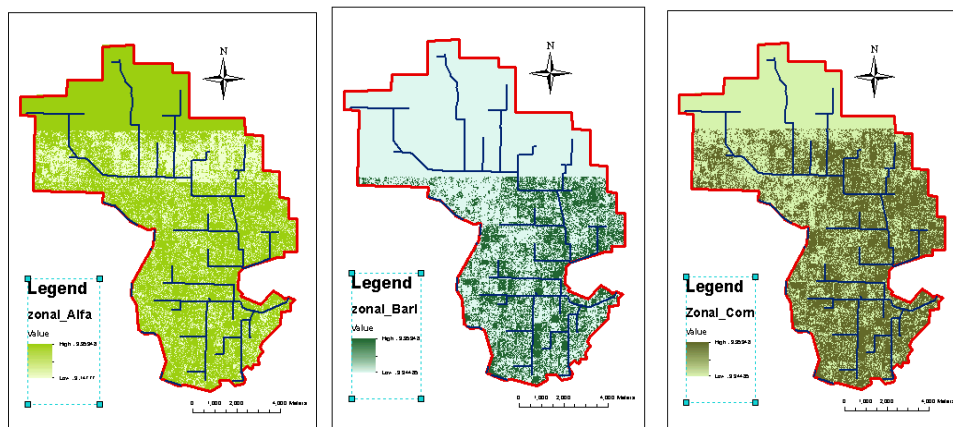 N
Legend
zonal_Alfa
Value
0 1,000 2,000 4,000 Meters
N
Legend
zonal_Barl
Value
0 1,000 2,000 4,000 Meters
N
Legend
Zonal_Corn
Value
0 1,000 2,000 4,000 Meters